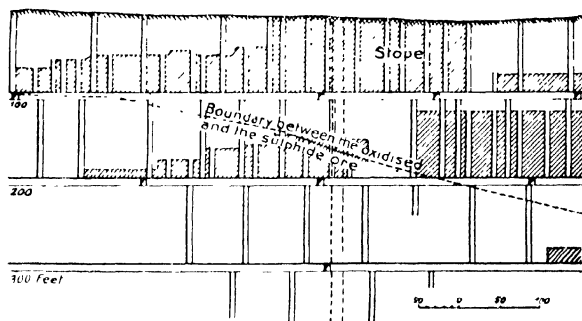 Stope
100
Boundary between the oxidised
and the sulphide ore
200
300 Feet
50 0 50 100